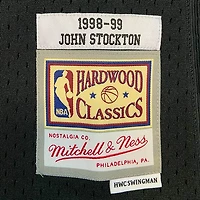 1998-99
JOHN STOCKTON
HARDWOOD
NBA
CLASSICS
NOSTALGIA CO.
Mitchell & Ness
PHILADELPHIA, PA.
HWC SWINGMAN